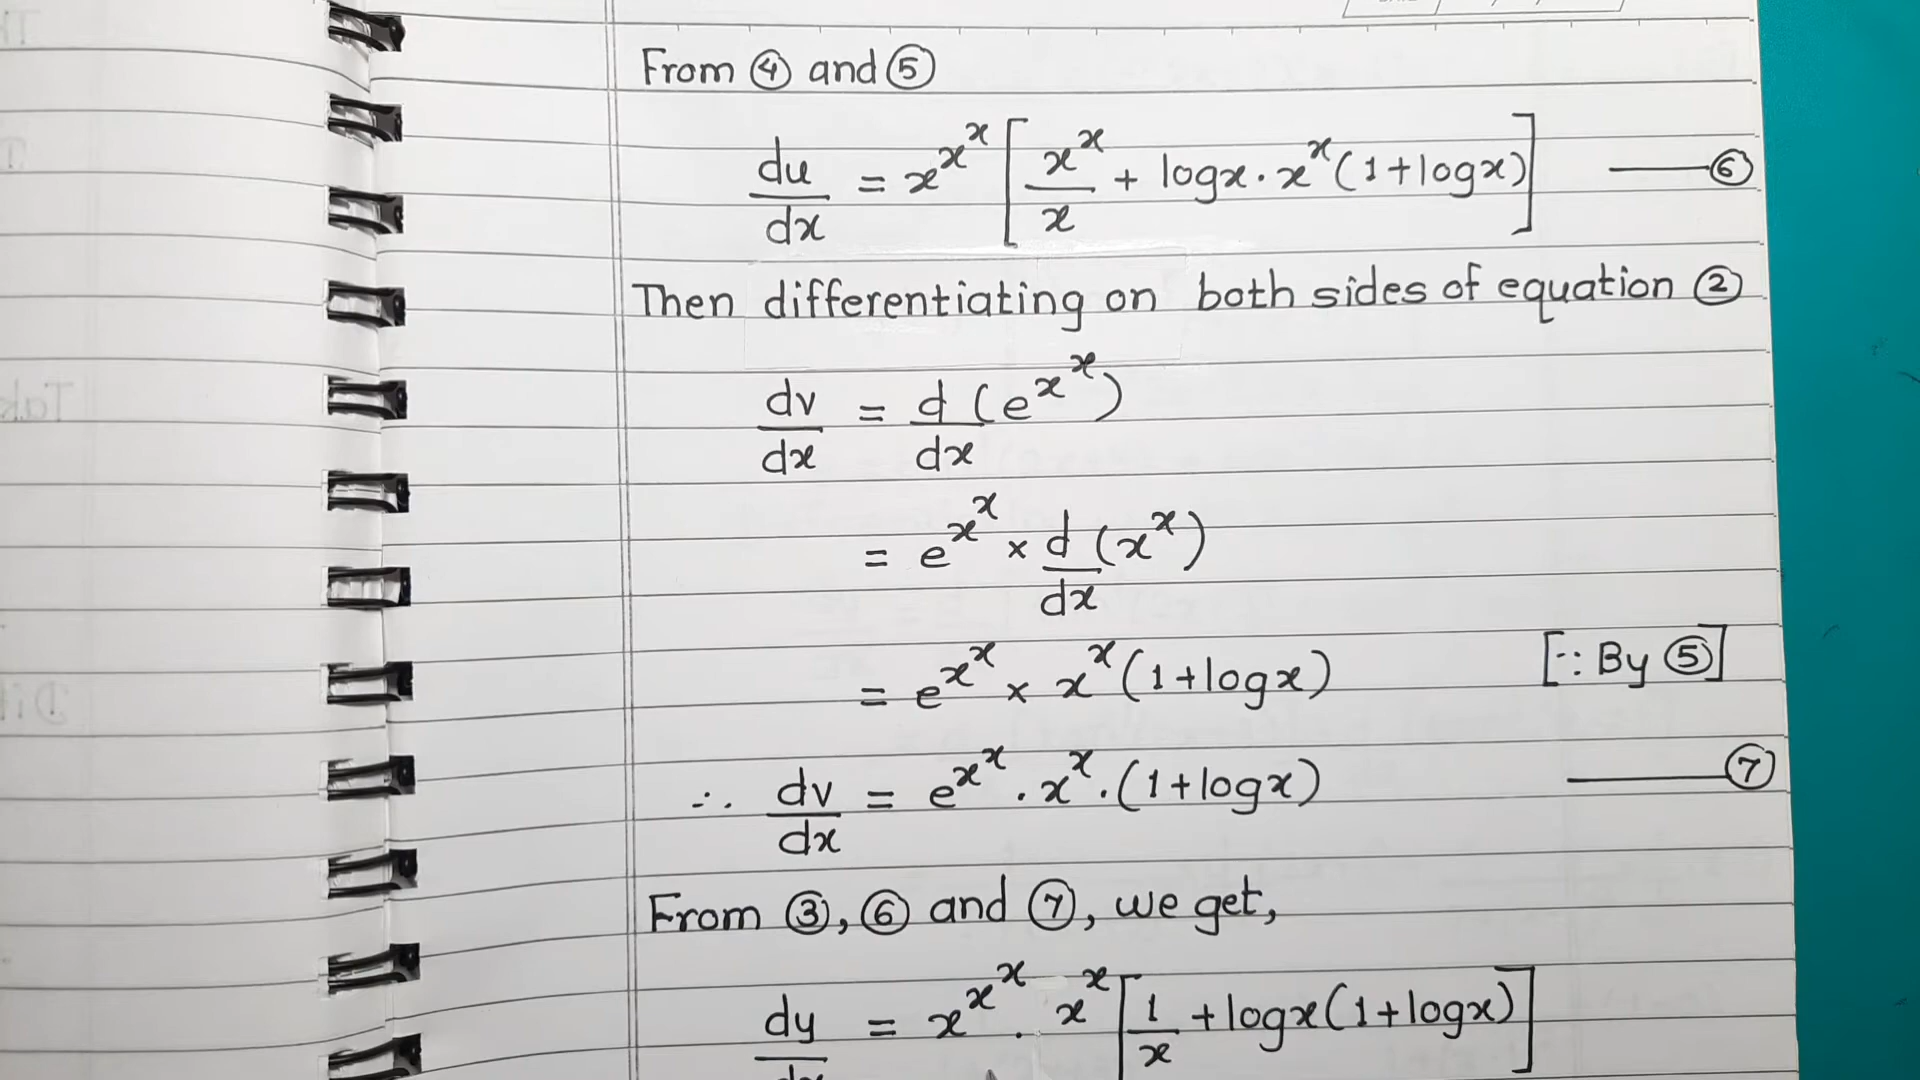 From ④ and ⑤
du/dx = x^x^x [ x^x/x + logx · x^x (1+logx) ] —— ⑥
Then differentiating on both sides of equation ②
dv/dx = d/dx (e^x^x)
= e^x^x × d/dx (x^x)
= e^x^x × x^x (1+logx) [∵ By ⑤]
∴ dv/dx = e^x^x · x^x · (1+logx) —— ⑦
From ③, ⑥ and ⑦, we get,
dy/dx = x^x^x · x^x [ 1/x + logx (1+logx) ]